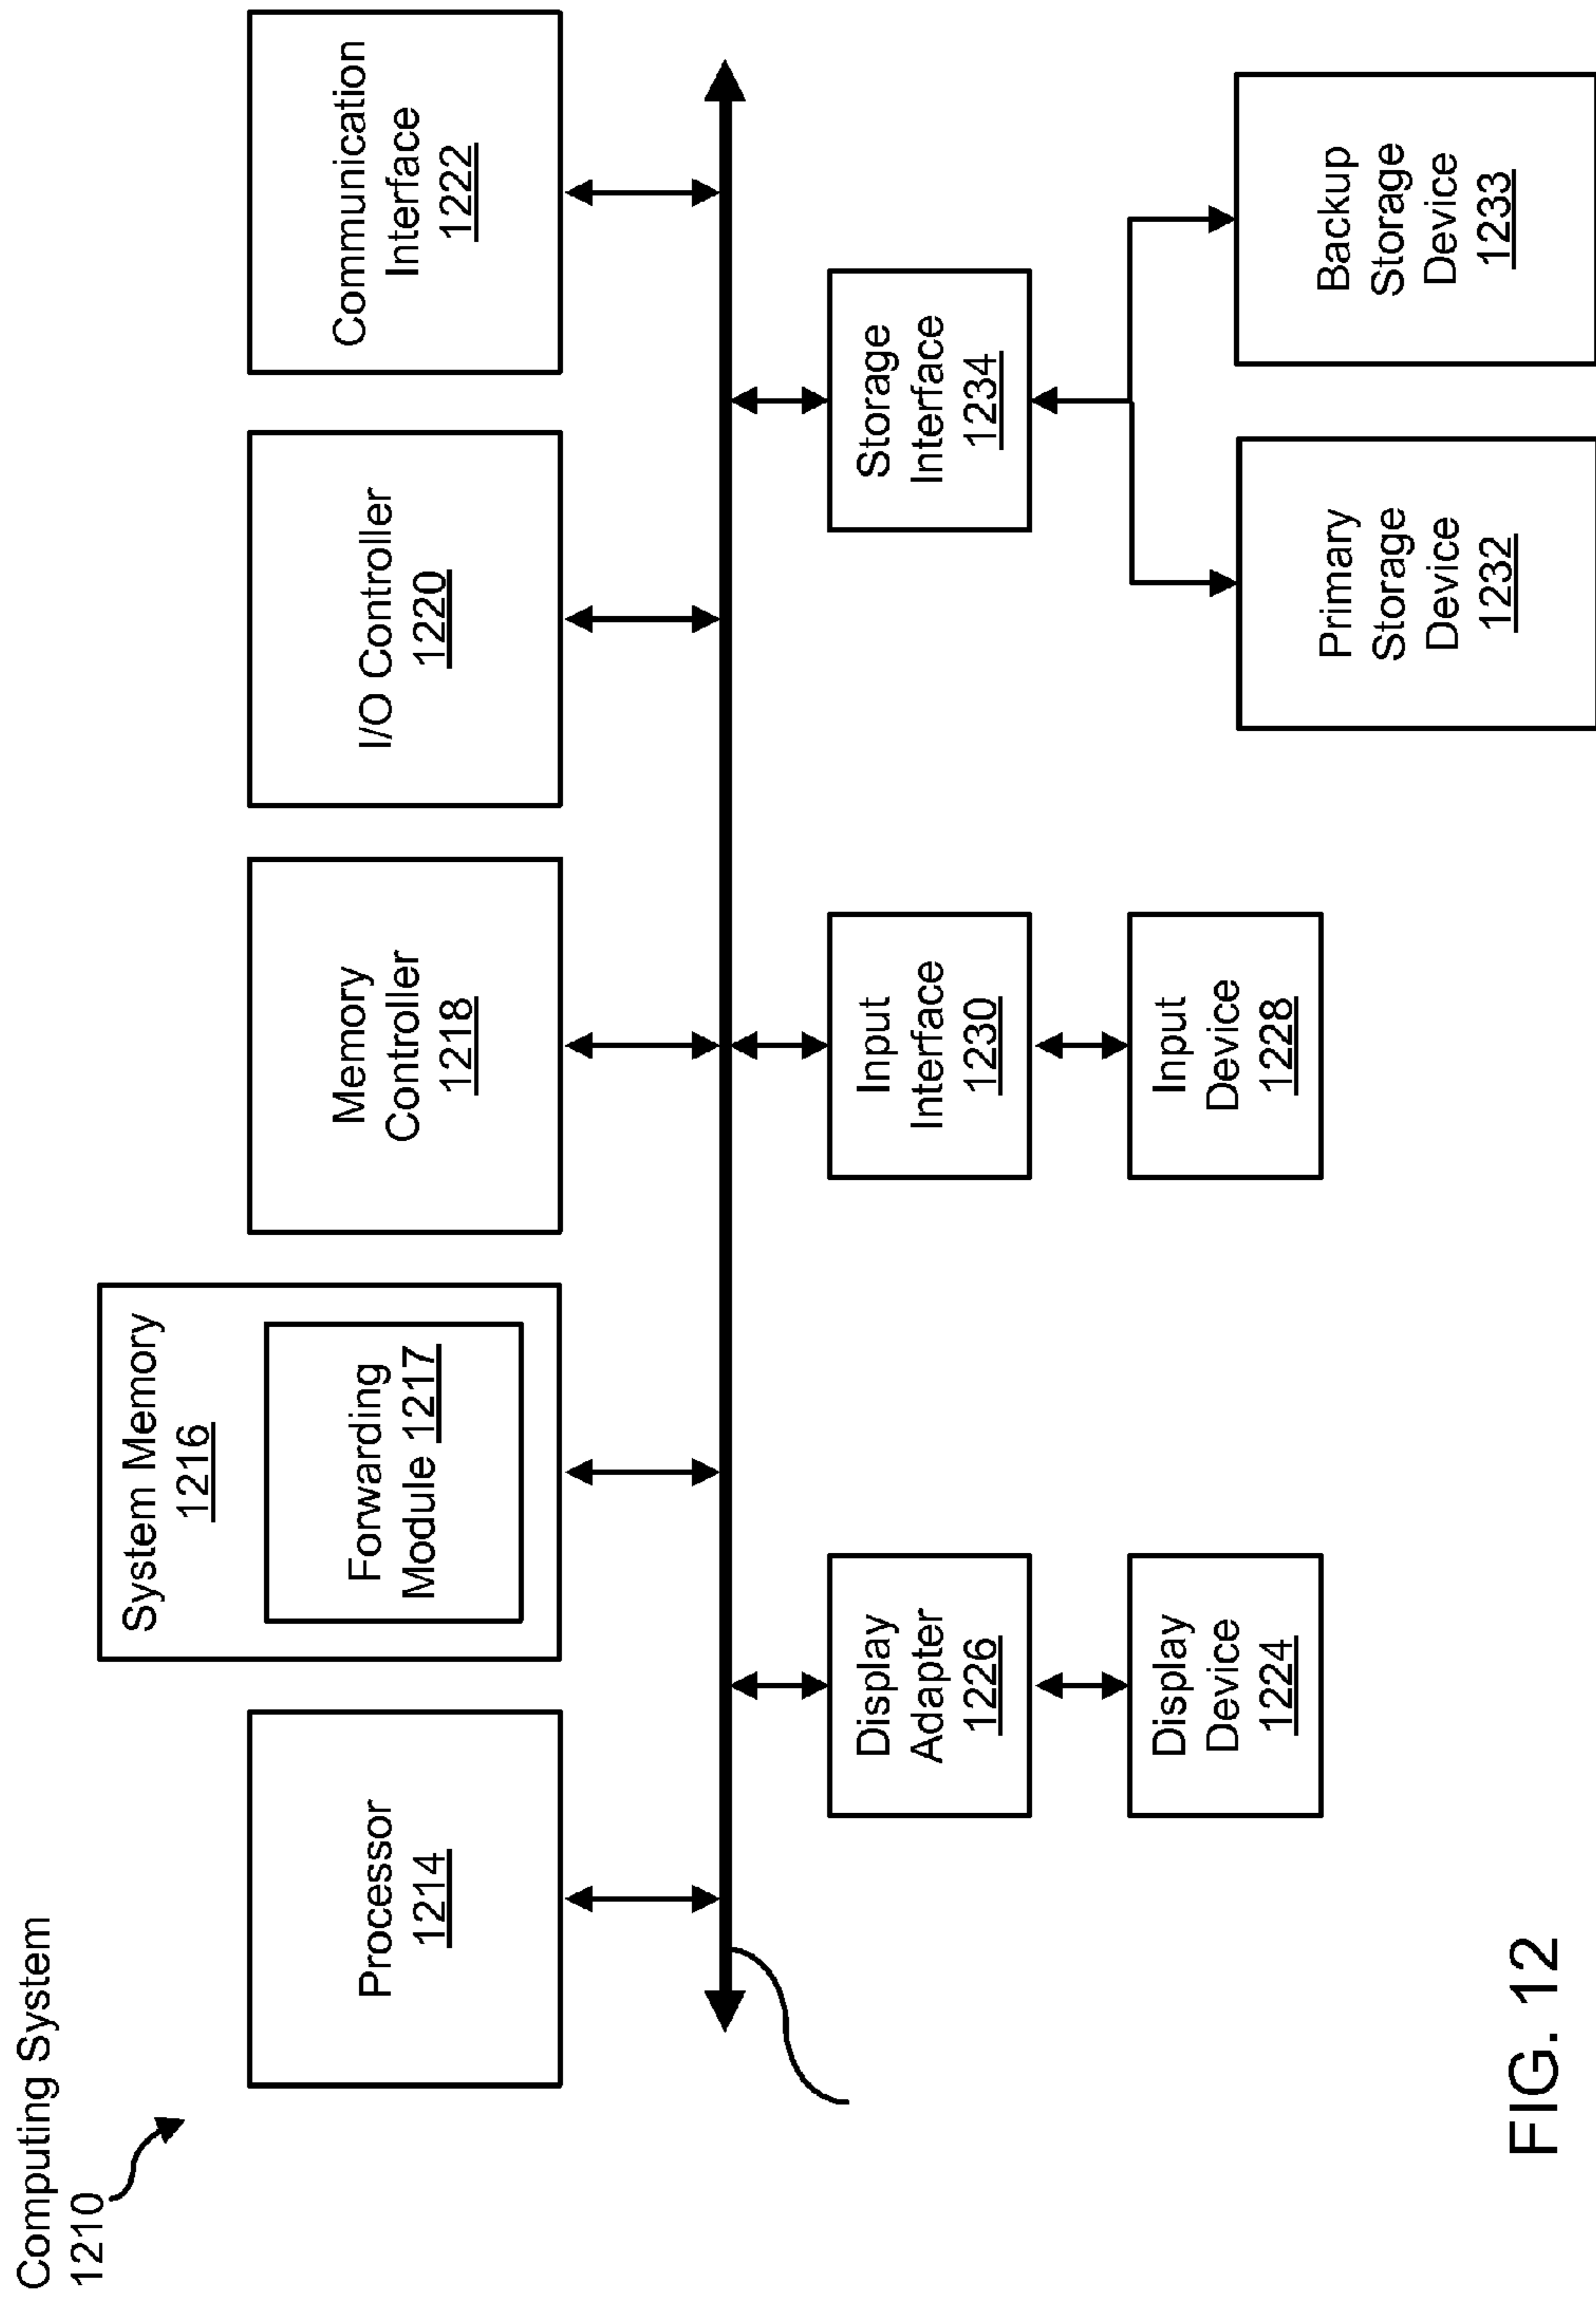 Computing System
1210
Processor
1214
System Memory
1216
Forwarding
Module 1217
Memory
Controller
1218
I/O Controller
1220
Communication
Interface
1222
Display
Adapter
1226
Input
Interface
1230
Storage
Interface
1234
Display
Device
1224
Input
Device
1228
Primary
Storage
Device
1232
Backup
Storage
Device
1233
FIG. 12